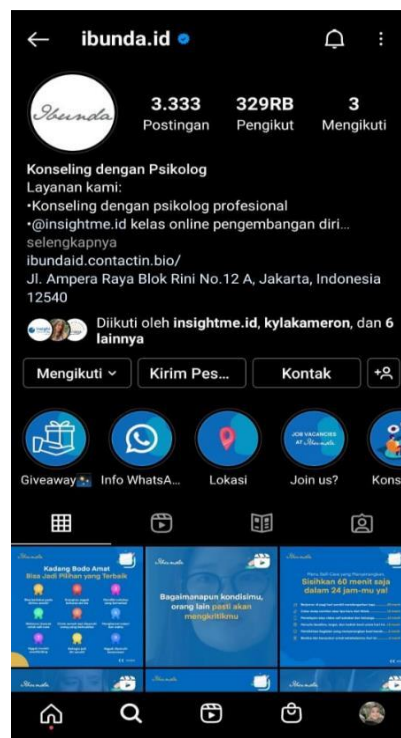 ibunda.id
Ibunda
3.333 329RB 3
Postingan Pengikut Mengikuti
Konseling dengan Psikolog
Layanan kami:
•Konseling dengan psikolog profesional
•@insightme.id kelas online pengembangan diri...
selengkapnya
ibundaid.contactin.bio/
Jl. Ampera Raya Blok Rini No.12 A, Jakarta, Indonesia
12540
Diikuti oleh insightme.id, kylakameron, dan 6
lainnya
Mengikuti Kirim Pes... Kontak
JOB VACANCIES
AT Ibunda
Giveaway Info WhatsA... Lokasi Join us? Kons
Ibunda
Kadang Bodo Amat
Bisa Jadi Pilihan yang Terbaik
Ibunda
Bagaimanapun kondisimu,
orang lain pasti akan
mengkritikmu
Ibunda
Menu Self Care yang Menyenangkan
Sisihkan 60 menit saja
dalam 24 jam-mu ya!
Ibunda
Ibunda
Ibunda